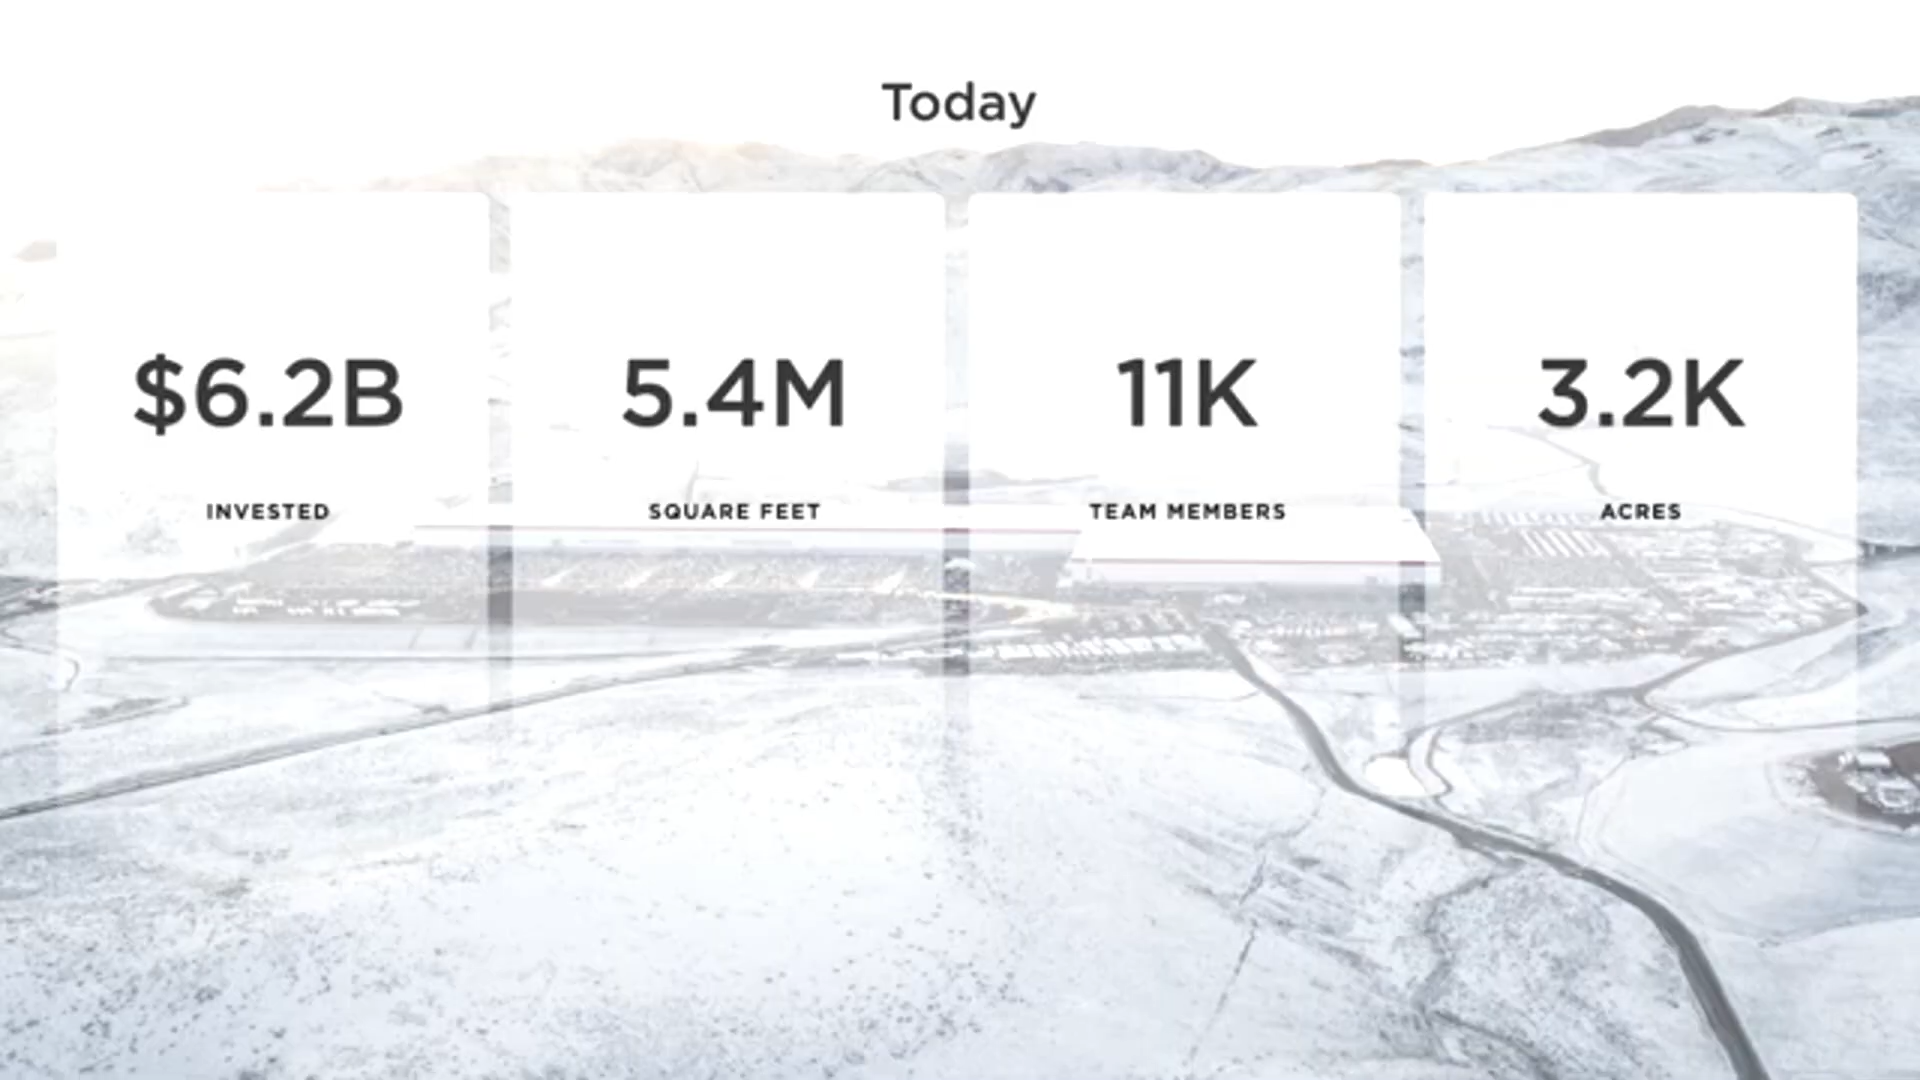 Today
$6.2B
INVESTED
5.4M
SQUARE FEET
11K
TEAM MEMBERS
3.2K
ACRES